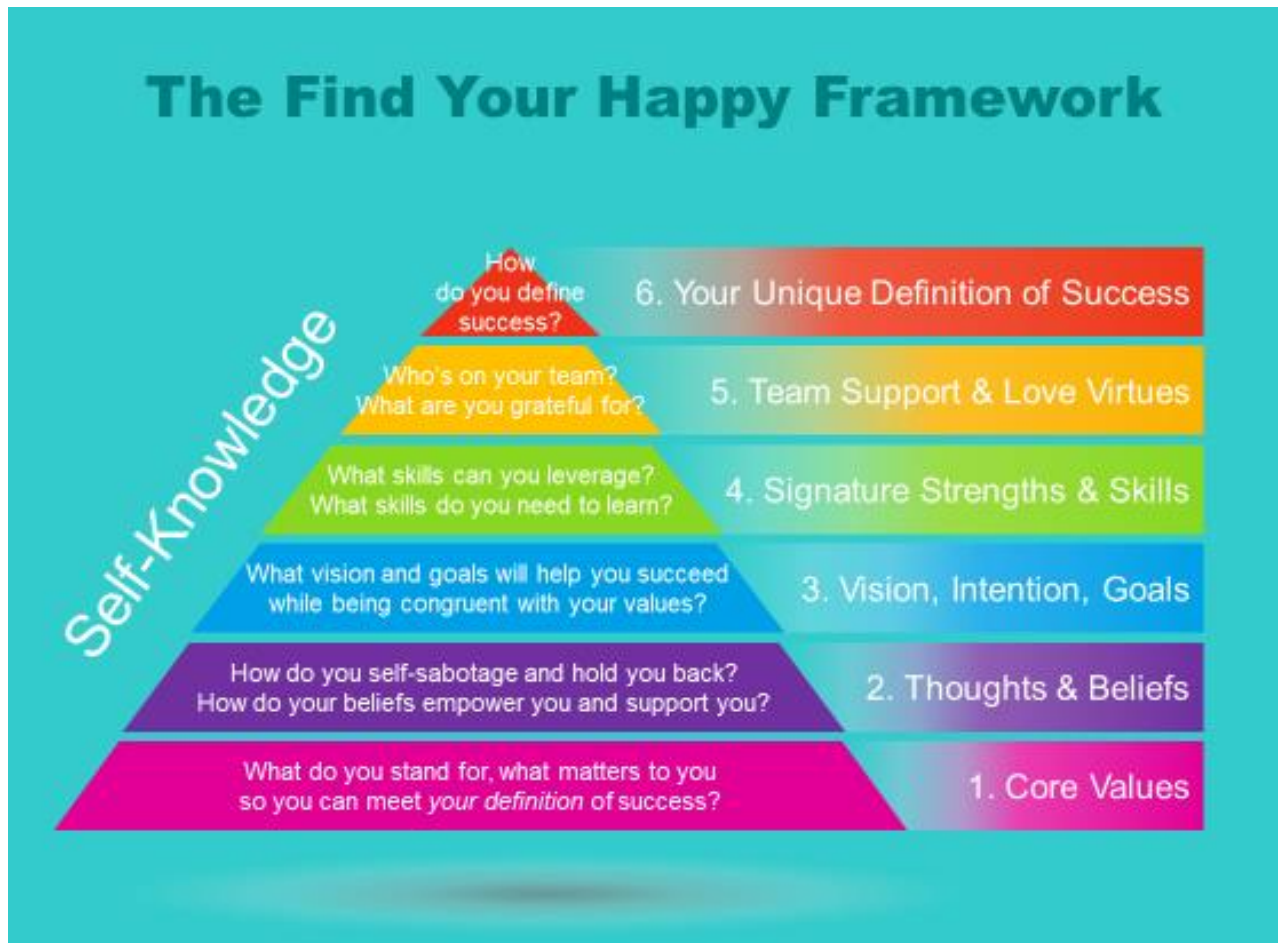 The Find Your Happy Framework
Self-Knowledge
How
do you define
success?
6. Your Unique Definition of Success
Who's on your team?
What are you grateful for?
5. Team Support & Love Virtues
What skills can you leverage?
What skills do you need to learn?
4. Signature Strengths & Skills
What vision and goals will help you succeed
while being congruent with your values?
3. Vision, Intention, Goals
How do you self-sabotage and hold you back?
How do your beliefs empower you and support you?
2. Thoughts & Beliefs
What do you stand for, what matters to you
so you can meet your definition of success?
1. Core Values